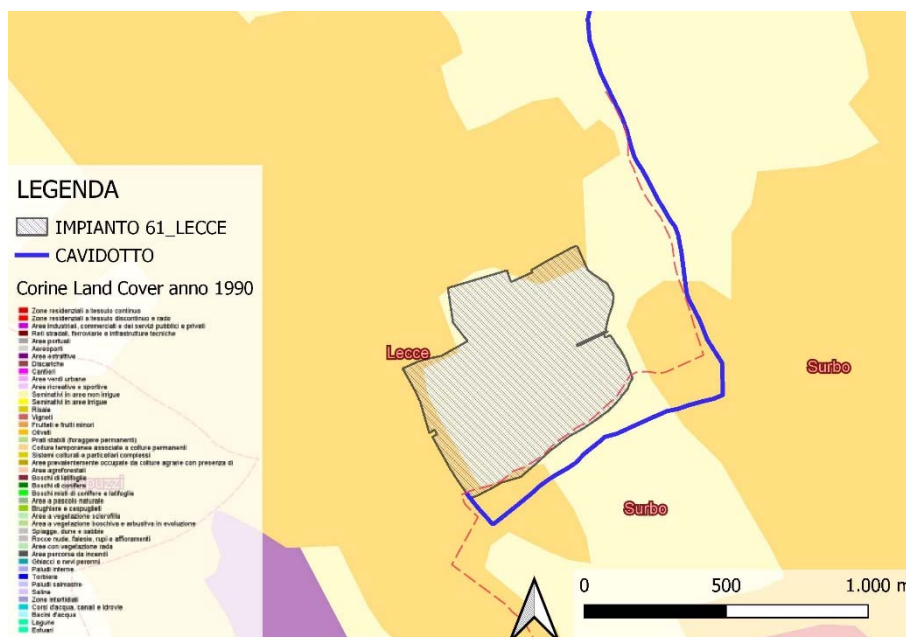 LEGENDA
IMPIANTO 61_LECCE
CAVIDOTTO
Corine Land Cover anno 1990
Zone residenziali a tessuto continuo
Zone residenziali a tessuto discontinuo e rado
Aree industriali, commerciali e dei servizi pubblici e privati
Reti stradali, ferroviarie e infrastrutture tecniche
Aree portuali
Aeroporti
Aree estrattive
Discariche
Cantieri
Aree verdi urbane
Aree ricreative e sportive
Seminativi in aree non irrigue
Seminativi in aree irrigue
Risaie
Vigneti
Frutteti e frutti minori
Oliveti
Prati stabili (foraggere permanenti)
Colture temporanee associate a colture permanenti
Sistemi colturali e particellari complessi
Aree prevalentemente occupate da colture agrarie con presenza di
Aree agroforestali
Boschi di latifoglie
Boschi di conifere
Boschi misti di conifere e latifoglie
Aree a pascolo naturale
Brughiere e cespuglieti
Aree a vegetazione sclerofilla
Aree a vegetazione boschiva e arbustiva in evoluzione
Spiagge, dune e sabbie
Rocce nude, falesie, rupi e affioramenti
Aree con vegetazione rada
Aree percorse da incendi
Ghiacci e nevi perenni
Paludi interne
Torbiere
Paludi salmastre
Saline
Zone intertidali
Corsi d'acqua, canali e idrovie
Bacini d'acqua
Lagune
Estuari
Lecce
Surbo
Surbo
0 500 1.000 m